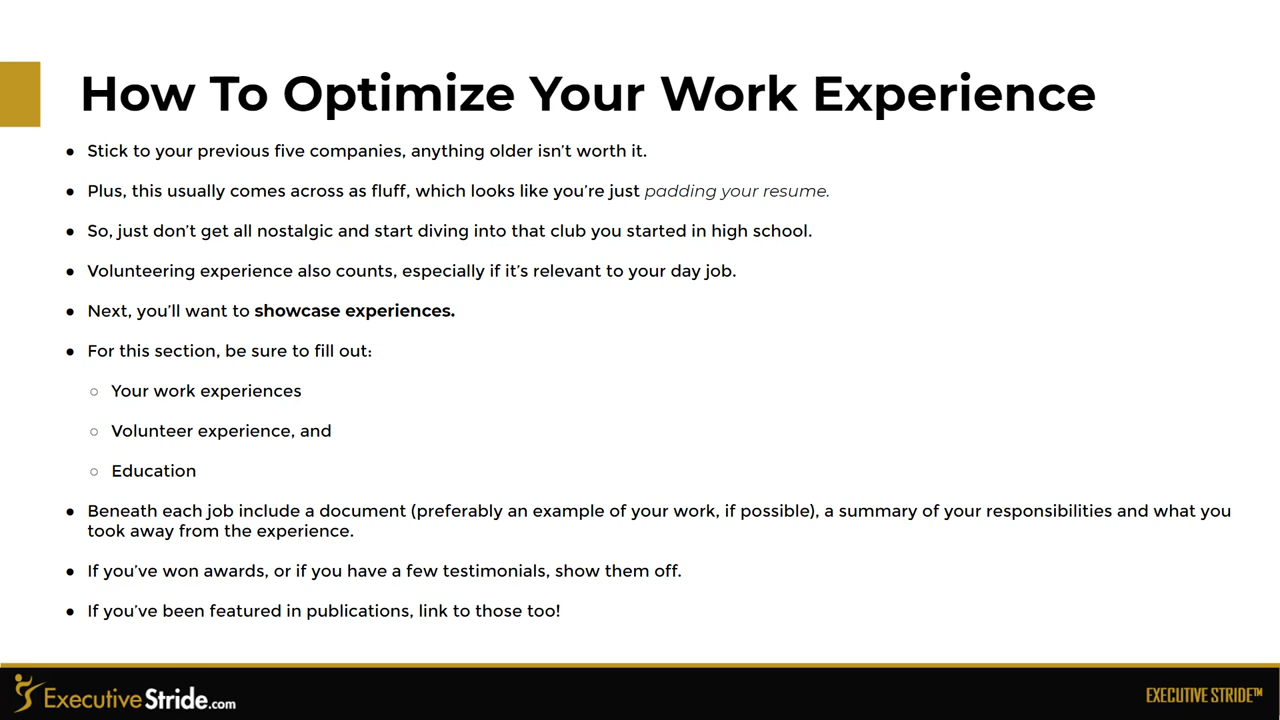 How To Optimize Your Work Experience
● Stick to your previous five companies, anything older isn't worth it.
● Plus, this usually comes across as fluff, which looks like you're just padding your resume.
● So, just don't get all nostalgic and start diving into that club you started in high school.
● Volunteering experience also counts, especially if it's relevant to your day job.
● Next, you'll want to showcase experiences.
● For this section, be sure to fill out:
○ Your work experiences
○ Volunteer experience, and
○ Education
● Beneath each job include a document (preferably an example of your work, if possible), a summary of your responsibilities and what you
took away from the experience.
● If you've won awards, or if you have a few testimonials, show them off.
● If you've been featured in publications, link to those too!
ExecutiveStride.com
EXECUTIVE STRIDE™